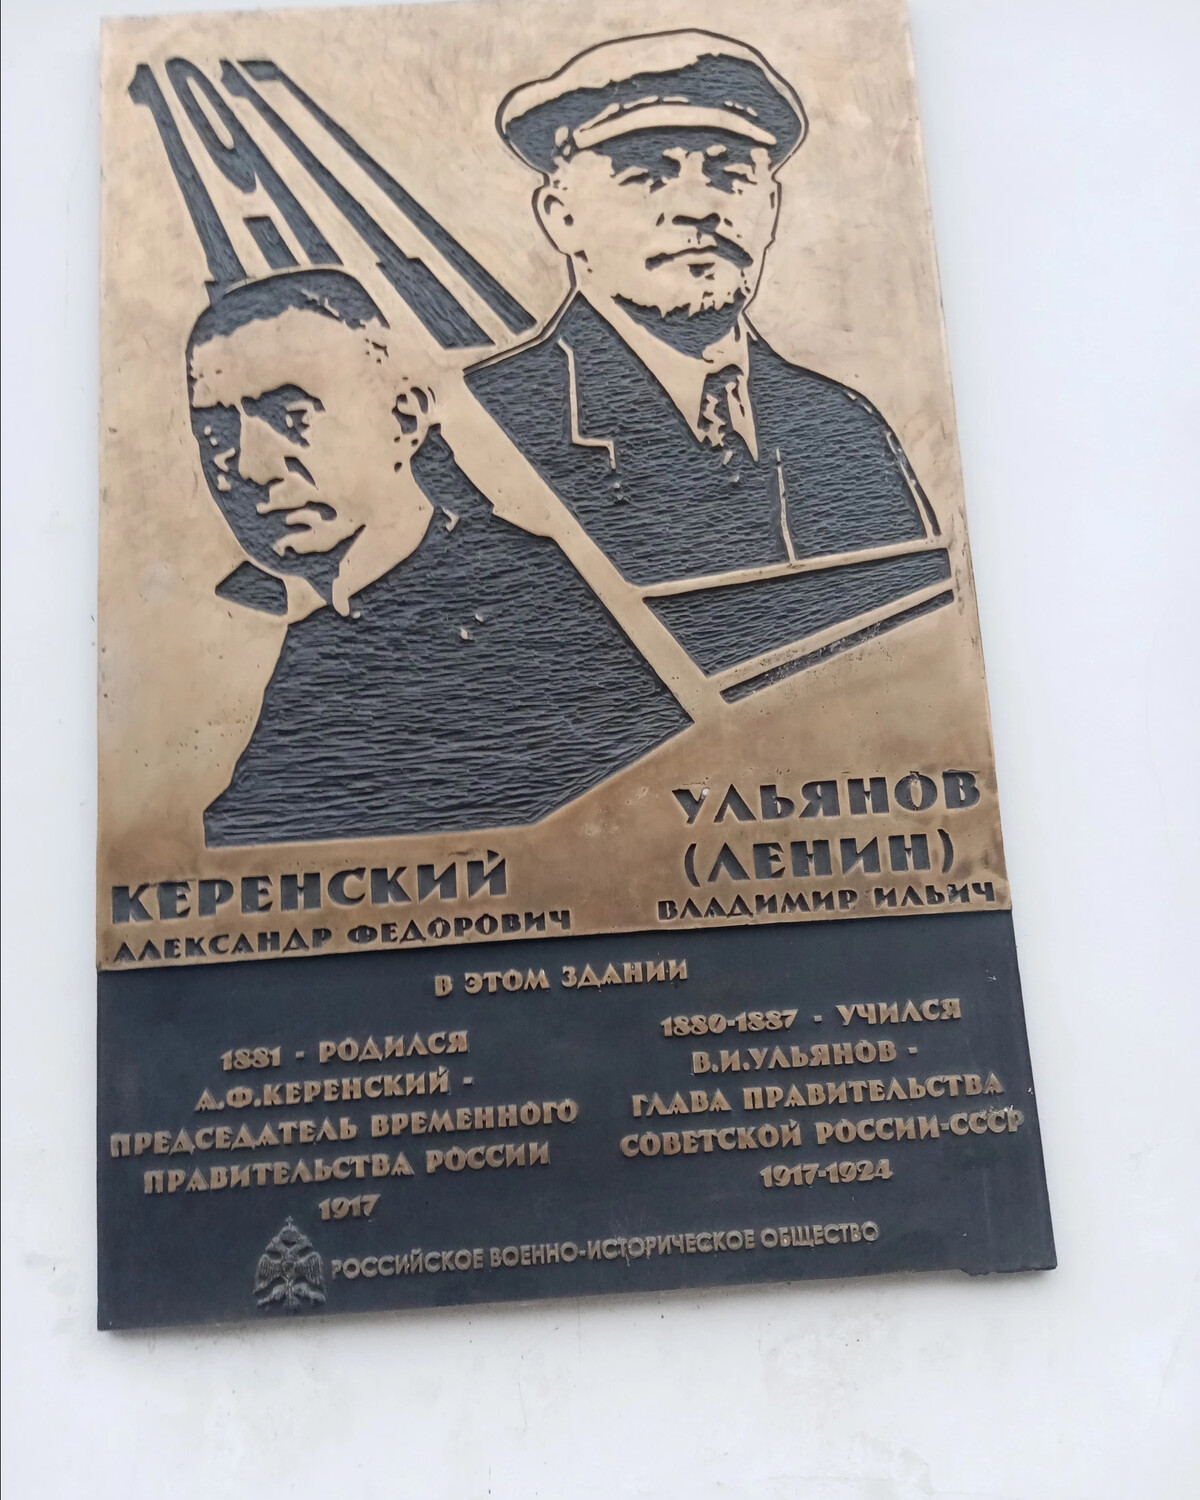 1917
КЕРЕНСКИЙ
АЛЕКСАНДР ФЕДОРОВИЧ
УЛЬЯНОВ
(ЛЕНИН)
ВЛАДИМИР ИЛЬИЧ
В ЭТОМ ЗДАНИИ
1881 - РОДИЛСЯ
А.Ф.КЕРЕНСКИЙ -
ПРЕДСЕДАТЕЛЬ ВРЕМЕННОГО
ПРАВИТЕЛЬСТВА РОССИИ
1917
1880-1887 - УЧИЛСЯ
В.И.УЛЬЯНОВ -
ГЛАВА ПРАВИТЕЛЬСТВА
СОВЕТСКОЙ РОССИИ-СССР
1917-1924
РОССИЙСКОЕ ВОЕННО-ИСТОРИЧЕСКОЕ ОБЩЕСТВО